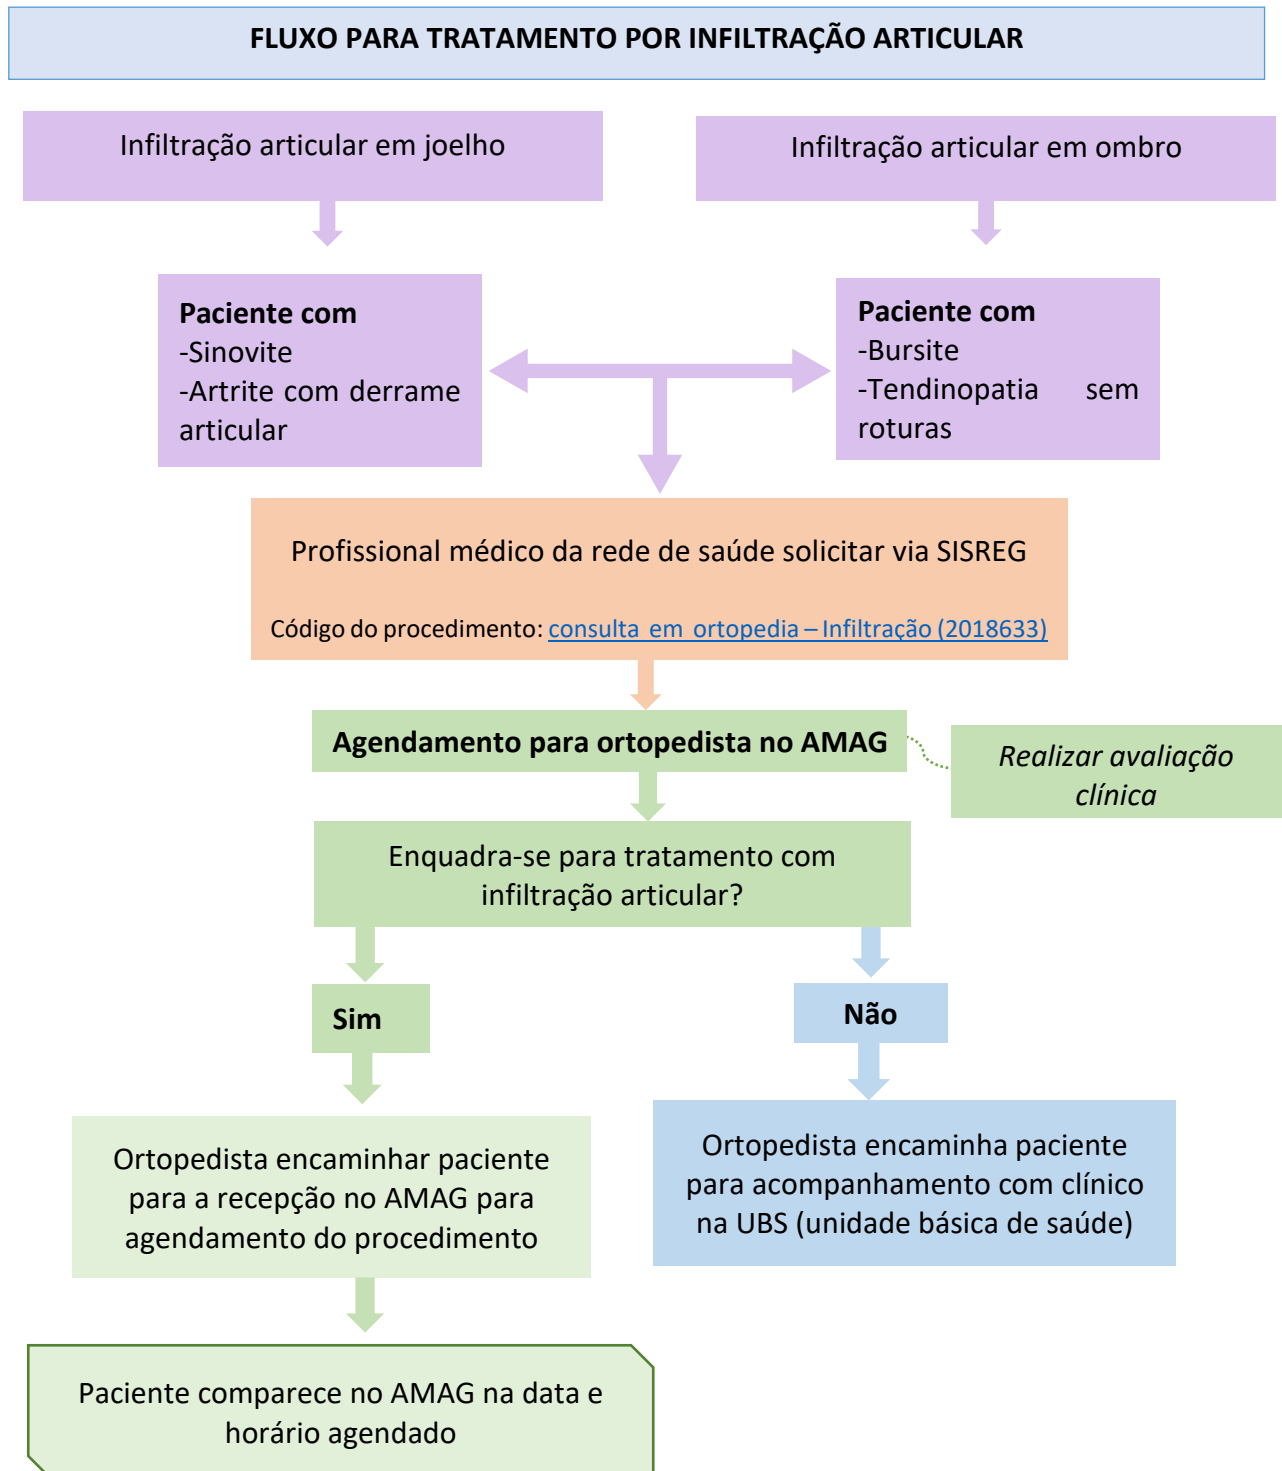 FLUXO PARA TRATAMENTO POR INFILTRAÇÃO ARTICULAR
Infiltração articular em joelho
Infiltração articular em ombro
Paciente com
-Sinovite
-Artrite com derrame
articular
Paciente com
-Bursite
-Tendinopatia sem
roturas
Profissional médico da rede de saúde solicitar via SISREG
Código do procedimento: consulta em ortopedia – Infiltração (2018633)
Agendamento para ortopedista no AMAG
Realizar avaliação
clínica
Enquadra-se para tratamento com
infiltração articular?
Sim
Não
Ortopedista encaminhar paciente
para a recepção no AMAG para
agendamento do procedimento
Ortopedista encaminha paciente
para acompanhamento com clínico
na UBS (unidade básica de saúde)
Paciente comparece no AMAG na data e
horário agendado